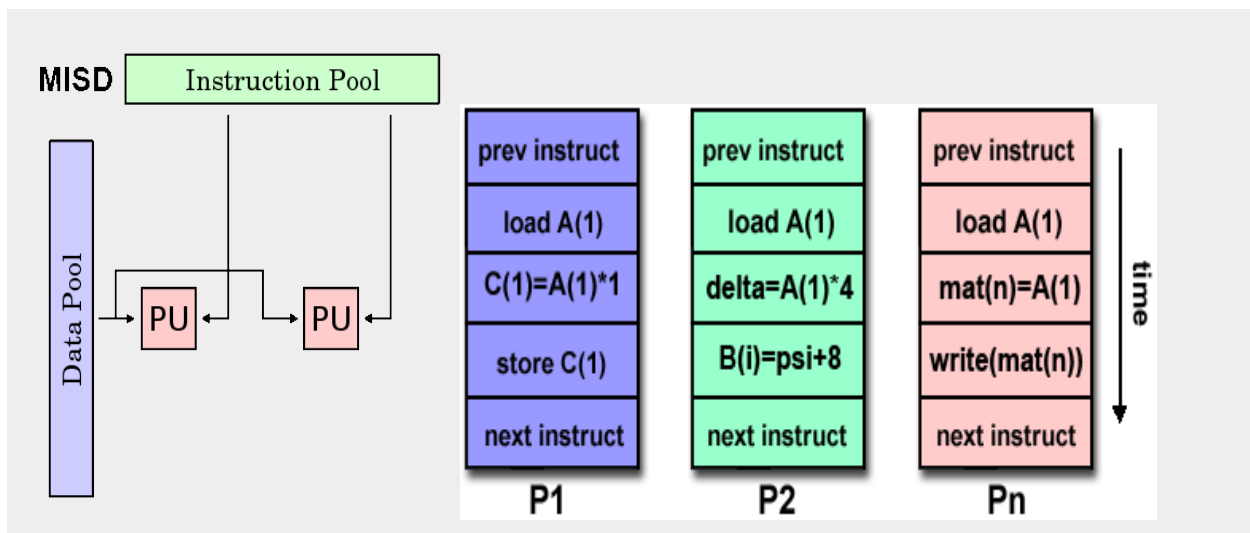 MISD
Instruction Pool
Data Pool
PU
PU
prev instruct
load A(1)
C(1)=A(1)*1
store C(1)
next instruct
P1
prev instruct
load A(1)
delta=A(1)*4
B(i)=psi+8
next instruct
P2
prev instruct
load A(1)
mat(n)=A(1)
write(mat(n))
next instruct
Pn
time